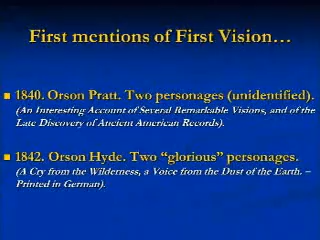 First mentions of First Vision…
1840. Orson Pratt. Two personages (unidentified).
(An Interesting Account of Several Remarkable Visions, and of the
Late Discovery of Ancient American Records).
1842. Orson Hyde. Two “glorious” personages.
(A Cry from the Wilderness, a Voice from the Dust of the Earth. –
Printed in German).